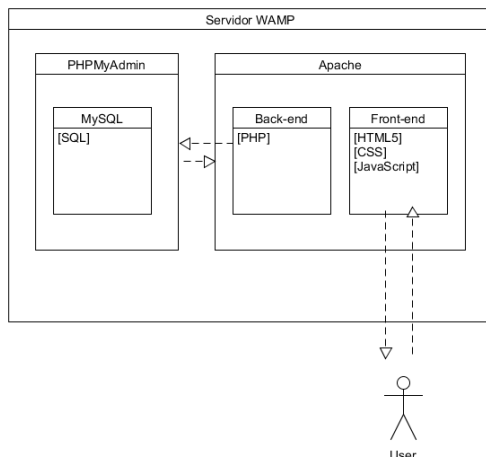 Servidor WAMP
PHPMyAdmin
Apache
MySQL
[SQL]
Back-end
[PHP]
Front-end
[HTML5]
[CSS]
[JavaScript]
User